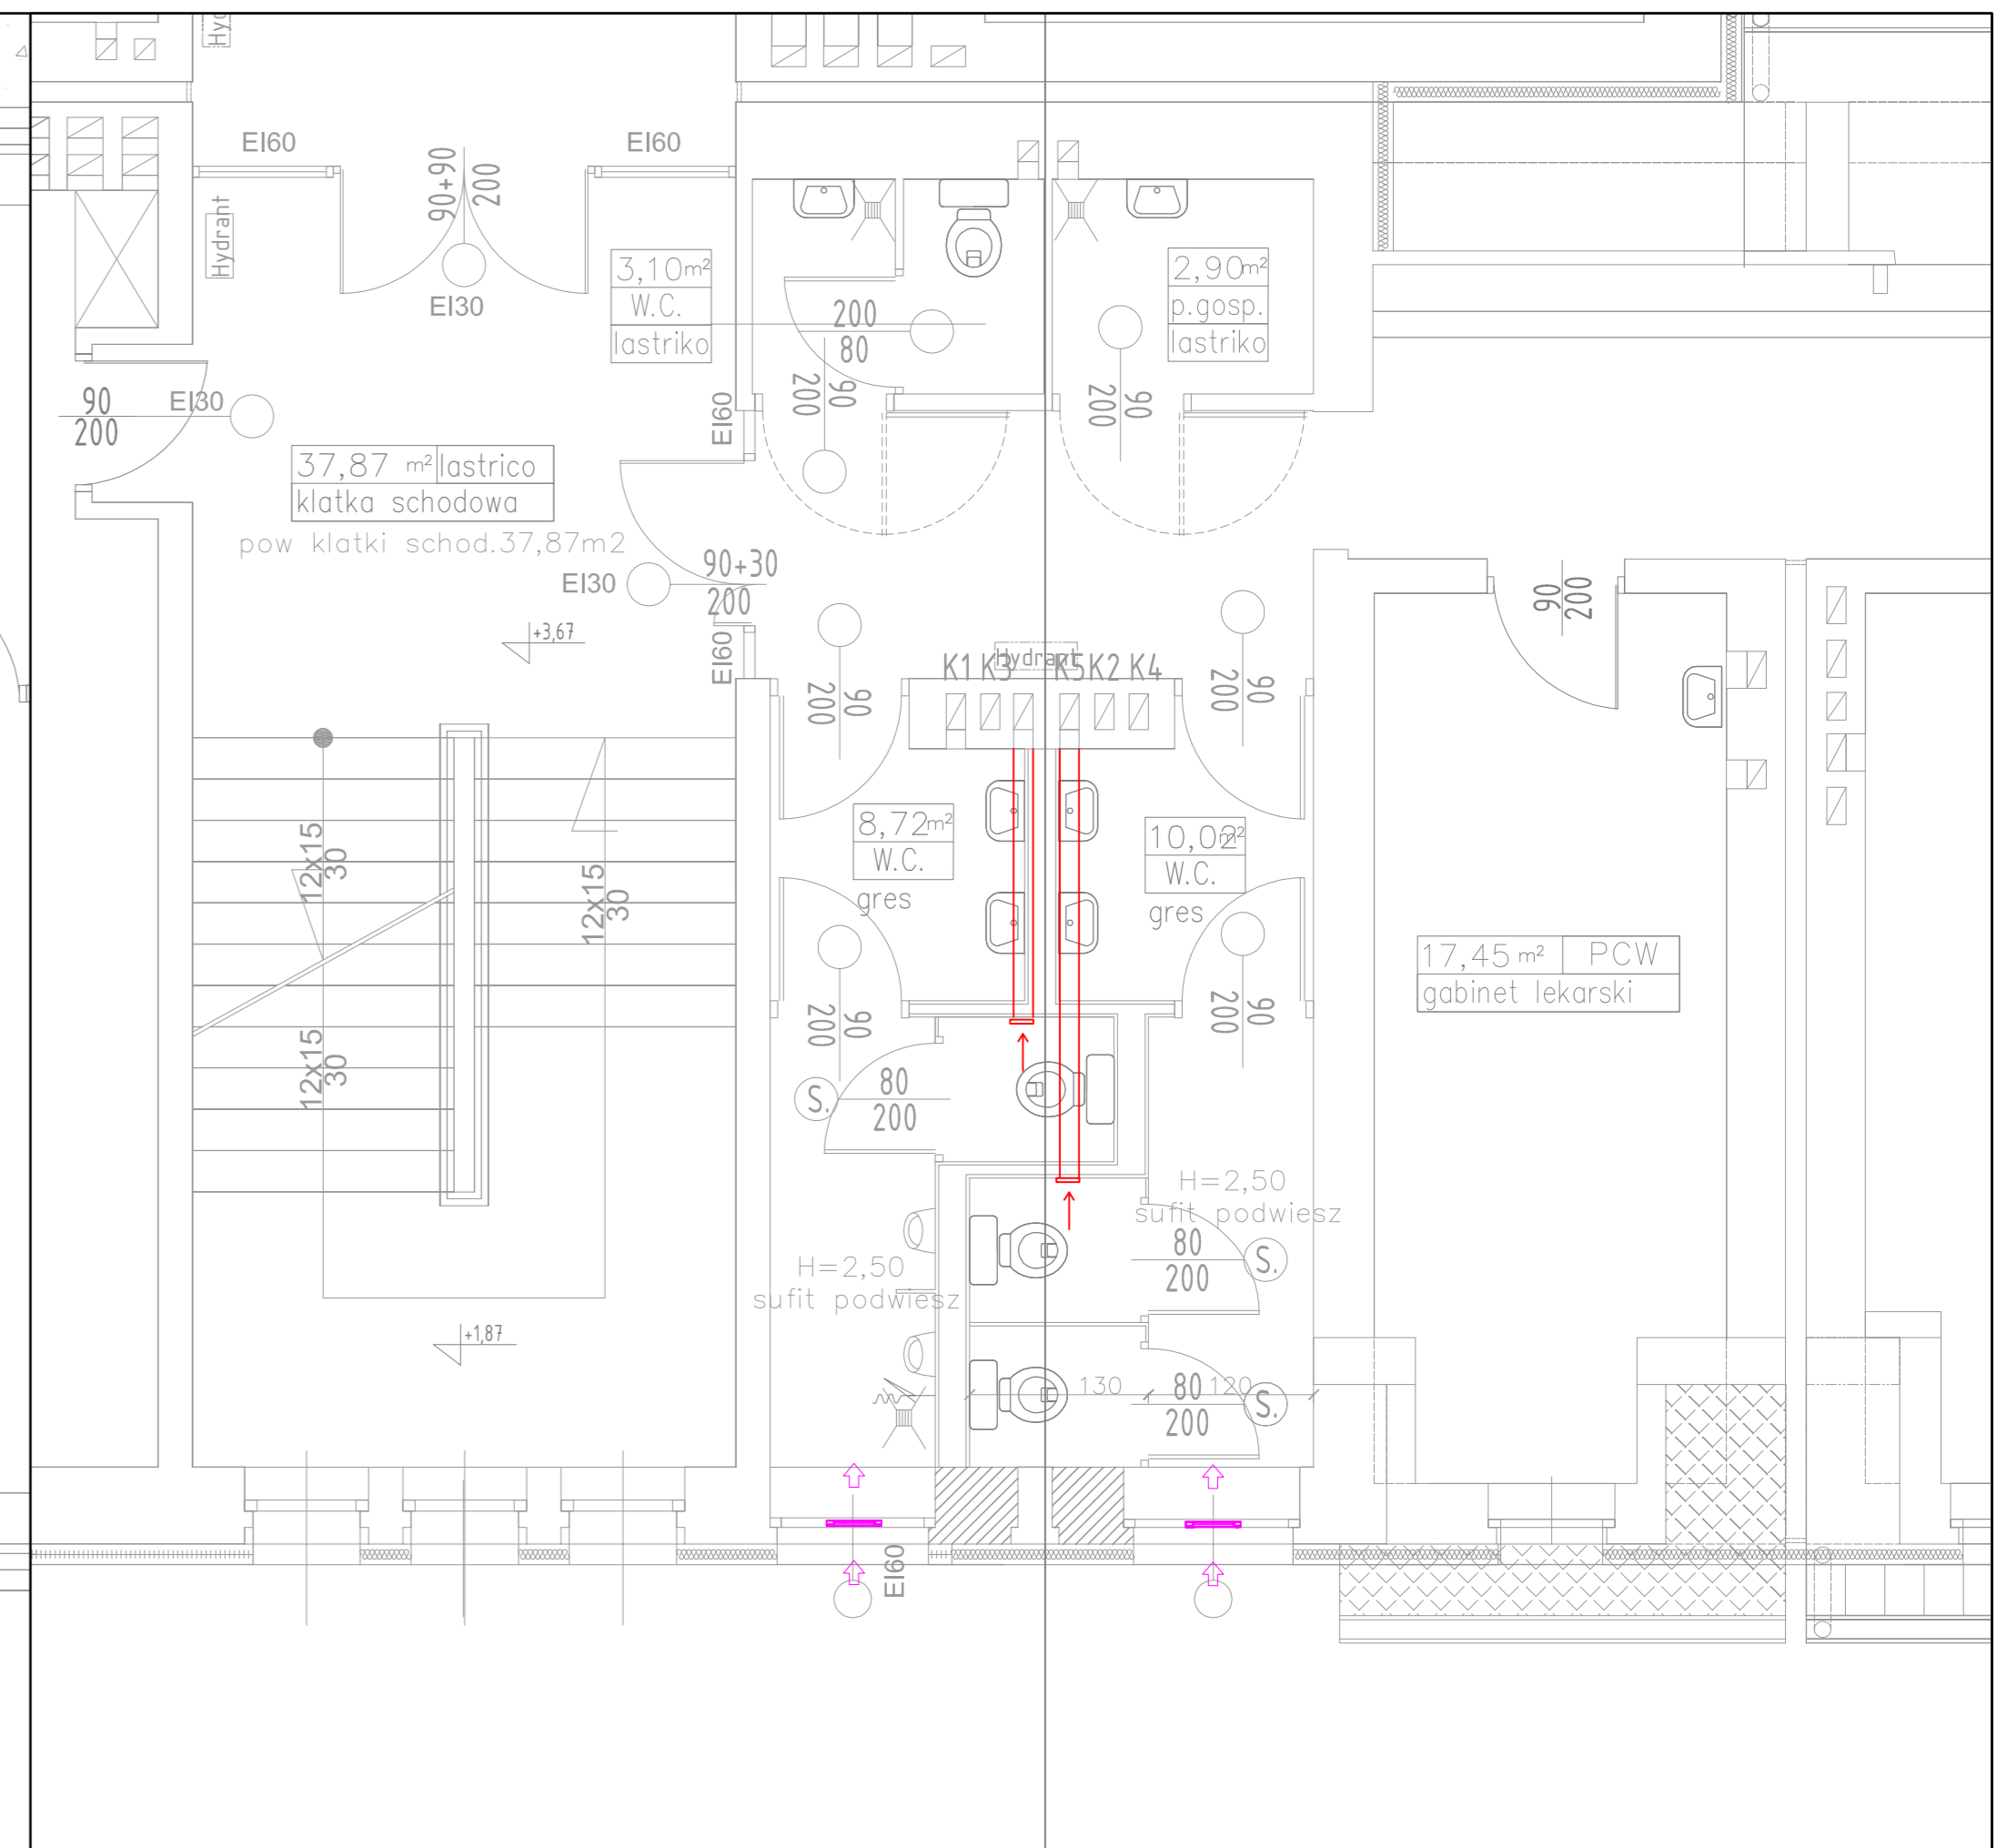 Hy
EI60
EI60
90+90
200
Hydrant
EI30
3,10m²
W.C.
lastriko
200
80
2,90m²
p.gosp.
lastriko
90
200
EI30
90
200
90
200
EI60
37,87 m² lastrico
klatka schodowa
pow klatki schod.37,87m2
EI30
90+30
200
EI60
+3,67
90
200
Hydrant
K1 K3 K5 K2 K4
90
200
90
200
8,72m²
W.C.
gres
10,02m²
W.C.
gres
12x15
30
12x15
30
17,45 m² PCW
gabinet lekarski
90
200
90
200
12x15
30
S.
80
200
H=2,50
sufit podwiesz
80
200
S.
H=2,50
sufit podwiesz
+1,87
130
80
200
120
S.
EI60